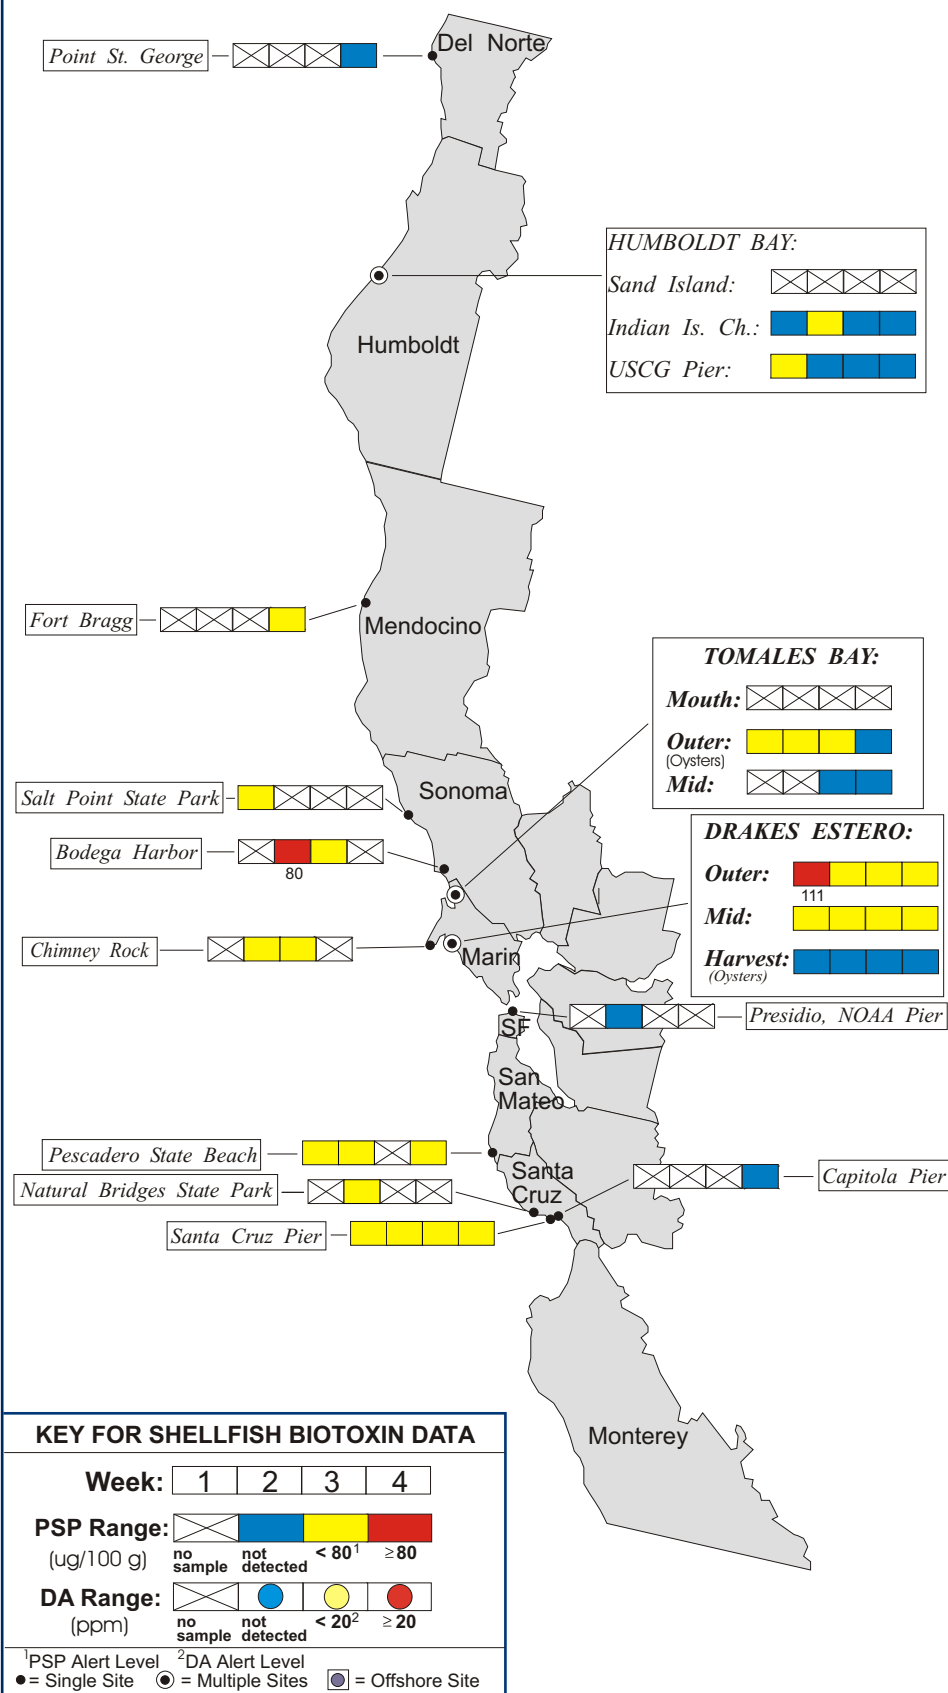 Point St. George
Del Norte
HUMBOLDT BAY:
Sand Island:
Indian Is. Ch.:
USCG Pier:
Humboldt
Fort Bragg
Mendocino
TOMALES BAY:
Mouth:
Outer:
(Oysters)
Mid:
Salt Point State Park
Sonoma
Bodega Harbor
80
DRAKES ESTERO:
Outer:
111
Mid:
Harvest:
(Oysters)
Chimney Rock
Marin
Presidio, NOAA Pier
SF
San
Mateo
Pescadero State Beach
Santa
Cruz
Capitola Pier
Natural Bridges State Park
Santa Cruz Pier
Monterey
KEY FOR SHELLFISH BIOTOXIN DATA
Week: 1 2 3 4
PSP Range:
(ug/100 g)
no sample not detected < 80¹ ≥80
DA Range:
(ppm)
no sample not detected < 20² ≥ 20
¹PSP Alert Level ²DA Alert Level
= Single Site = Multiple Sites = Offshore Site